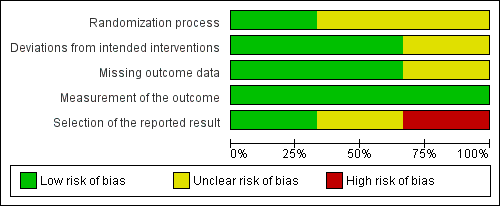 Randomization process
Deviations from intended interventions
Missing outcome data
Measurement of the outcome
Selection of the reported result
0% 25% 50% 75% 100%
Low risk of bias Unclear risk of bias High risk of bias